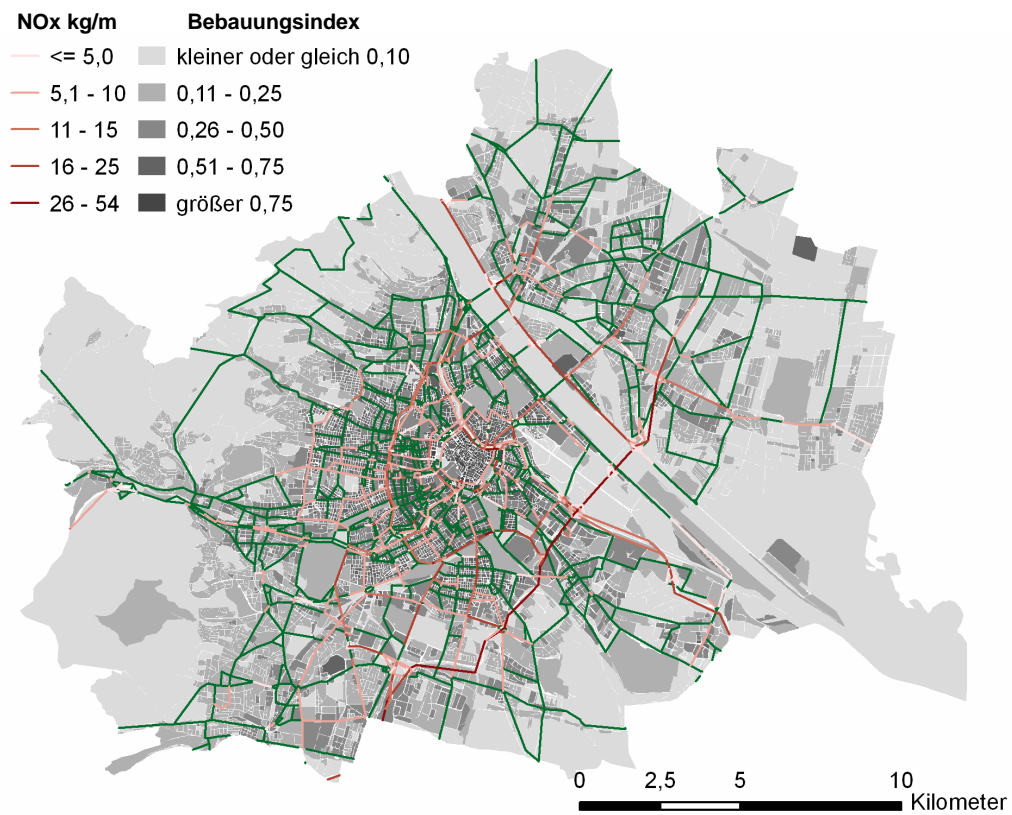 NOx kg/m Bebauungsindex
<= 5,0 kleiner oder gleich 0,10
5,1 - 10 0,11 - 0,25
11 - 15 0,26 - 0,50
16 - 25 0,51 - 0,75
26 - 54 größer 0,75
0 2,5 5 10
Kilometer